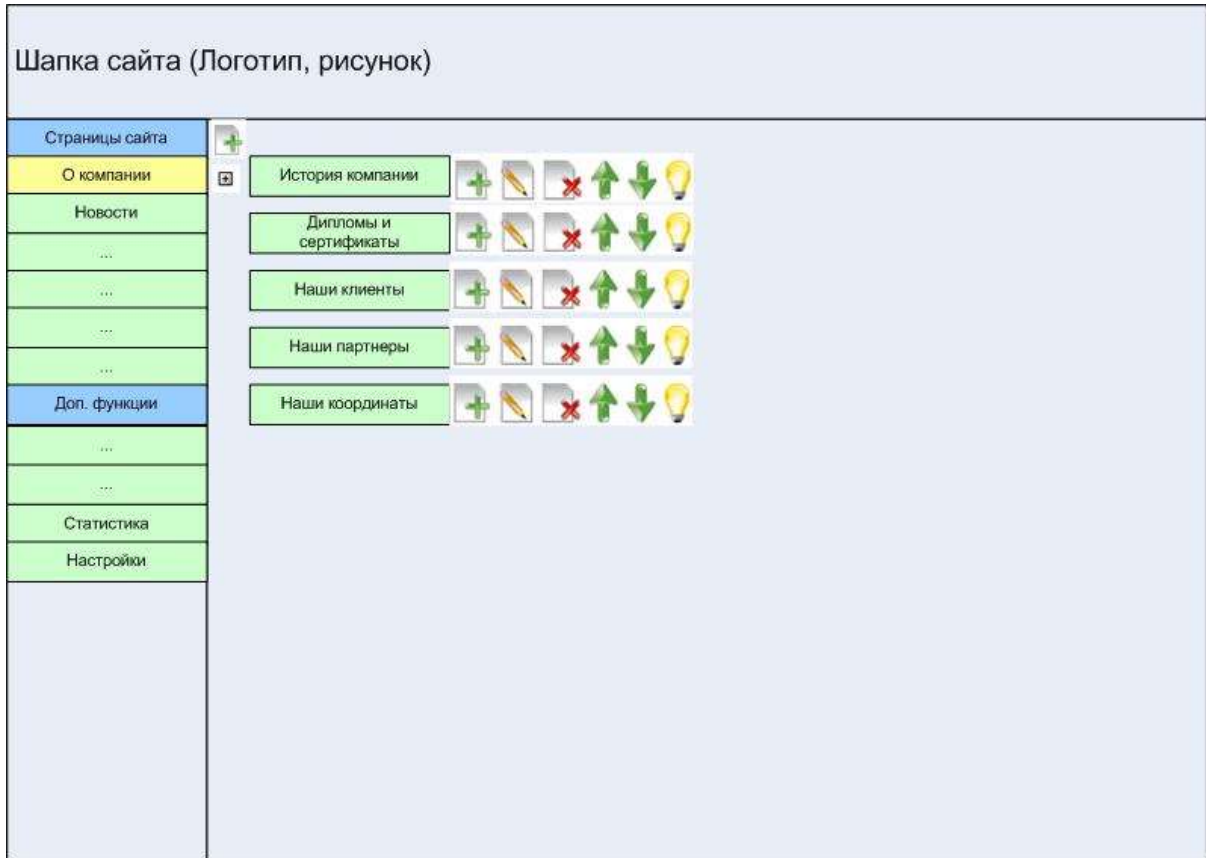 Шапка сайта (Логотип, рисунок)
Страницы сайта
О компании
Новости
...
...
...
...
Доп. функции
...
...
Статистика
Настройки
История компании
Дипломы и
сертификаты
Наши клиенты
Наши партнеры
Наши координаты